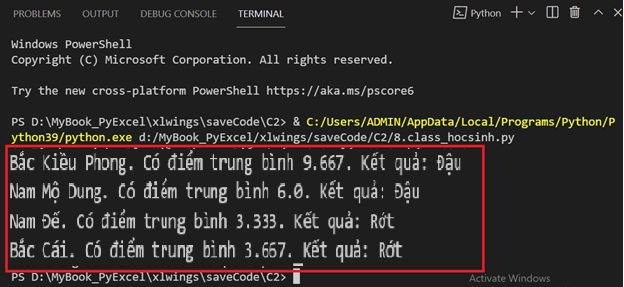 PROBLEMS OUTPUT DEBUG CONSOLE TERMINAL Python
Windows PowerShell
Copyright (C) Microsoft Corporation. All rights reserved.
Try the new cross-platform PowerShell https://aka.ms/pscore6
PS D:\MyBook_PyExcel\xlwings\saveCode\C2> & C:/Users/ADMIN/AppData/Local/Programs/Python/P
ython39/python.exe d:/MyBook_PyExcel/xlwings/saveCode/C2/8.class_hocsinh.py
Bắc Kiều Phong. Có điểm trung bình 9.667. Kết quả: Đậu
Nam Mộ Dung. Có điểm trung bình 6.0. Kết quả: Đậu
Nam Đế. Có điểm trung bình 3.333. Kết quả: Rớt
Bắc Cái. Có điểm trung bình 3.667. Kết quả: Rớt
PS D:\MyBook_PyExcel\xlwings\saveCode\C2>
Activate Windows